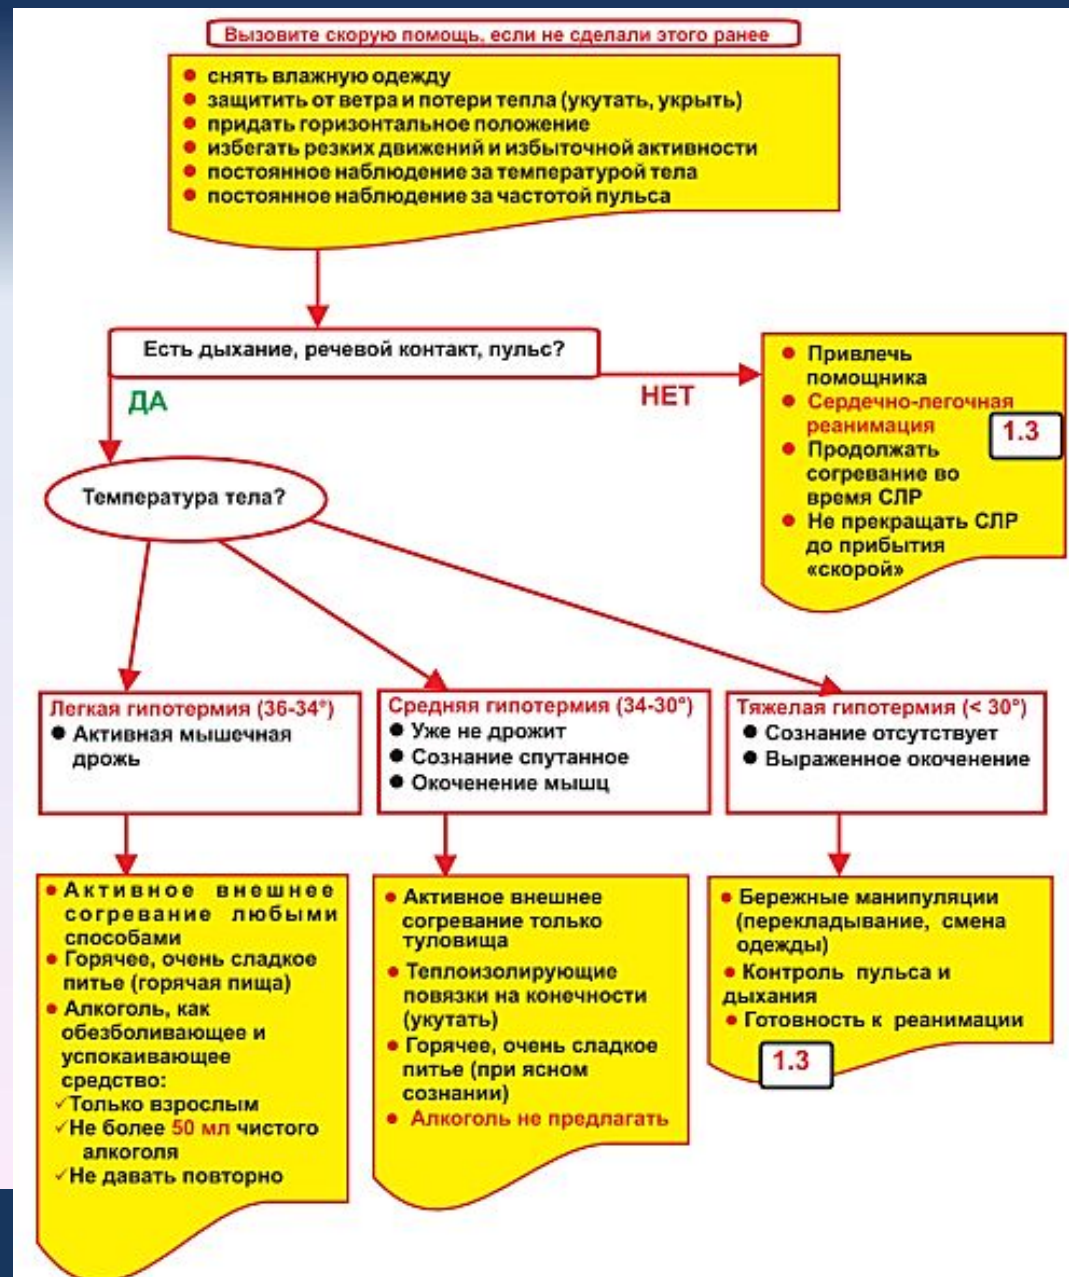 Вызовите скорую помощь, если не сделали этого ранее
● снять влажную одежду
● защитить от ветра и потери тепла (укутать, укрыть)
● придать горизонтальное положение
● избегать резких движений и избыточной активности
● постоянное наблюдение за температурой тела
● постоянное наблюдение за частотой пульса
Есть дыхание, речевой контакт, пульс?
ДА
НЕТ
● Привлечь
помощника
● Сердечно-легочная
реанимация
1.3
● Продолжать
согревание во
время СЛР
● Не прекращать СЛР
до прибытия
«скорой»
Температура тела?
Легкая гипотермия (36-34°)
● Активная мышечная
дрожь
Средняя гипотермия (34-30°)
● Уже не дрожит
● Сознание спутанное
● Окоченение мышц
Тяжелая гипотермия (< 30°)
● Сознание отсутствует
● Выраженное окоченение
● Активное внешнее
согревание любыми
способами
● Горячее, очень сладкое
питье (горячая пища)
● Алкоголь, как
обезболивающее и
успокаивающее
средство:
✓Только взрослым
✓Не более 50 мл чистого
алкоголя
✓Не давать повторно
● Активное внешнее
согревание только
туловища
● Теплоизолирующие
повязки на конечности
(укутать)
● Горячее, очень сладкое
питье (при ясном
сознании)
● Алкоголь не предлагать
● Бережные манипуляции
(перекладывание, смена
одежды)
● Контроль пульса и
дыхания
● Готовность к реанимации
1.3